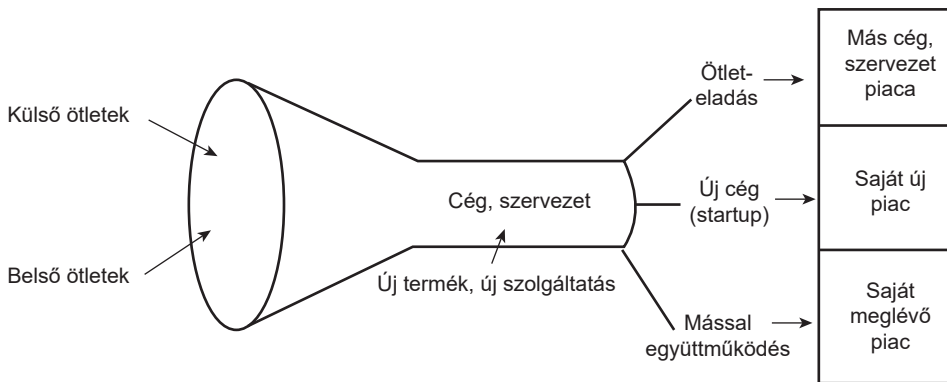 Külső ötletek
Belső ötletek
Cég, szervezet
Új termék, új szolgáltatás
Ötlet-
eladás
Új cég
(startup)
Mással
együttműködés
Más cég,
szervezet
piaca
Saját új
piac
Saját
meglévő
piac